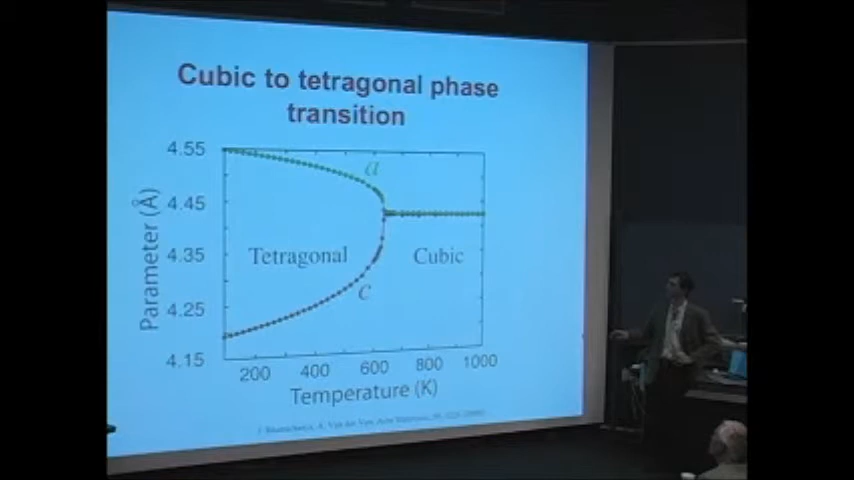 Cubic to tetragonal phase
transition
4.55
4.45
4.35
4.25
4.15
Parameter (Å)
a
Tetragonal
Cubic
c
200
400
600
800
1000
Temperature (K)